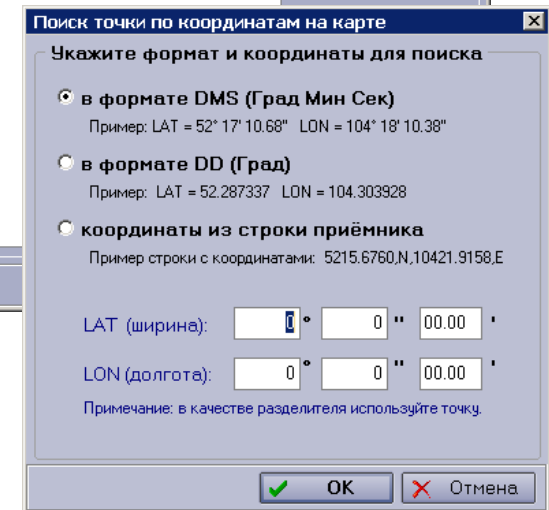 Поиск точки по координатам на карте
Укажите формат и координаты для поиска
в формате DMS (Град Мин Сек)
Пример: LAT = 52° 17' 10.68" LON = 104° 18' 10.38"
в формате DD (Град)
Пример: LAT = 52.287337 LON = 104.303928
координаты из строки приёмника
Пример строки с координатами: 5215.6760,N,10421.9158,E
LAT (ширина): 0 ° 0 " 00.00 '
LON (долгота): 0 ° 0 " 00.00 '
Примечание: в качестве разделителя используйте точку.
OK Отмена